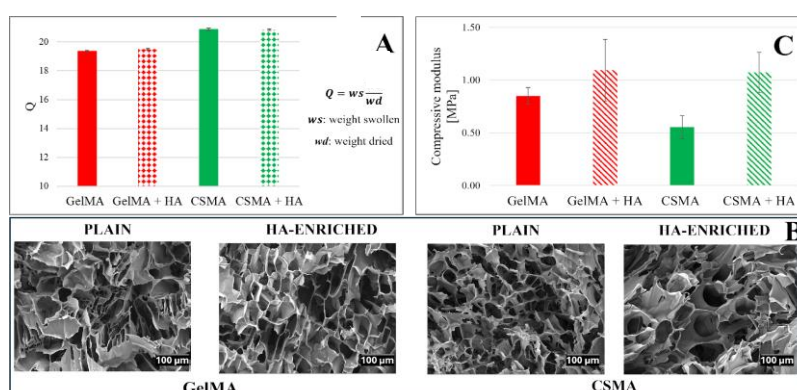 A
20
18
16
14
12
10
Q
GelMA
GelMA + HA
CSMA
CSMA + HA
Q = ws/wd
ws: weight swollen
wd: weight dried
C
1.50
1.00
0.50
0.00
Compressive modulus
[MPa]
GelMA
GelMA + HA
CSMA
CSMA + HA
B
PLAIN
HA-ENRICHED
PLAIN
HA-ENRICHED
100 µm
100 µm
100 µm
100 µm
GelMA
CSMA